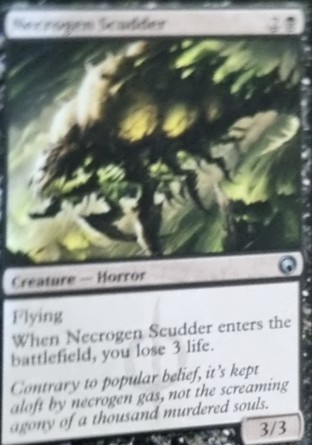 Necrogen Scudder
Creature — Horror
Flying
When Necrogen Scudder enters the
battlefield, you lose 3 life.
Contrary to popular belief, it's kept
aloft by necrogen gas, not the screaming
agony of a thousand murdered souls.
3/3